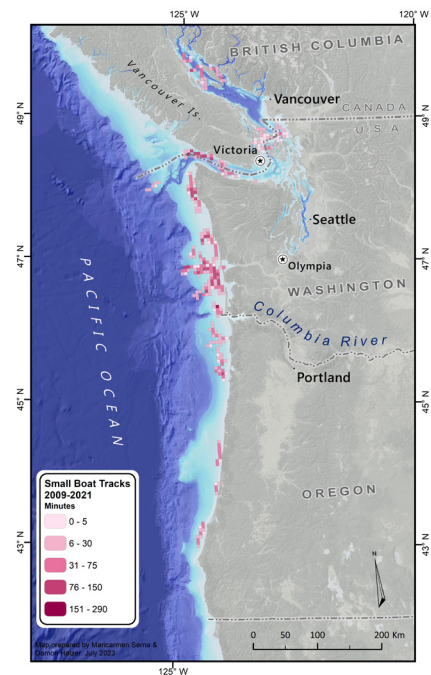 125° W
120° W
BRITISH COLUMBIA
Vancouver Is.
Vancouver
49°N
CANADA
49°N
U.S.A
Victoria
Seattle
47°N
Olympia
47°N
WASHINGTON
PACIFIC OCEAN
Columbia River
Portland
45°N
45°N
OREGON
Small Boat Tracks
2009-2021
Minutes
0 - 5
6 - 30
31 - 75
76 - 150
151 - 290
43°N
43°N
N
0 50 100 200 Km
Map prepared by Maricarmen Serna &
Damon Holzer. July 2023
125° W